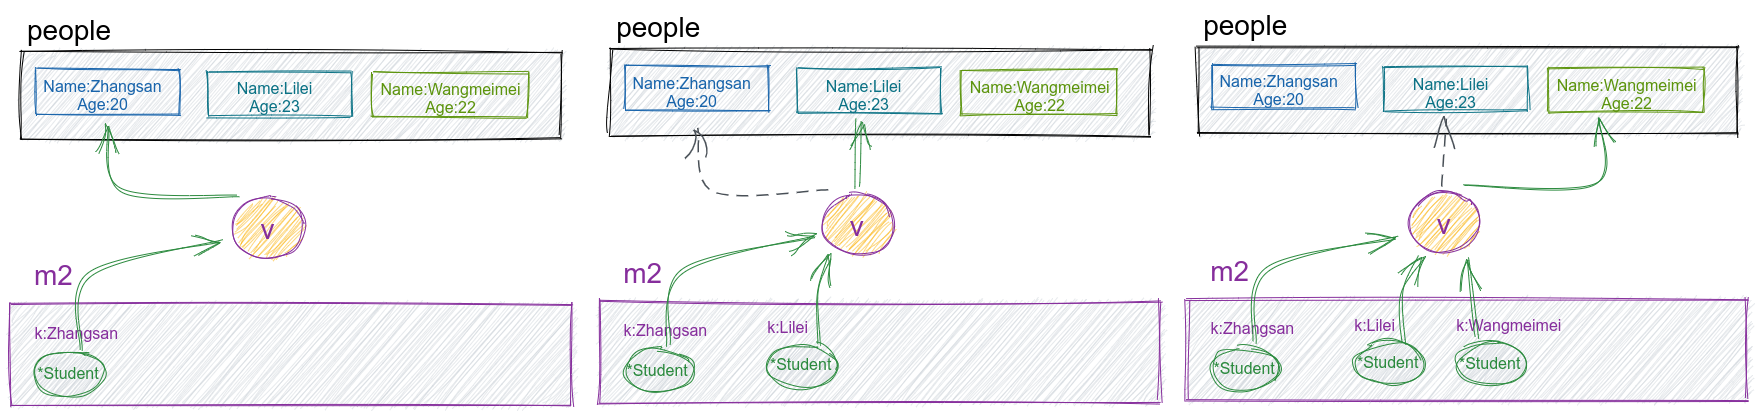 people
Name:Zhangsan
Age:20
Name:Lilei
Age:23
Name:Wangmeimei
Age:22
v
m2
k:Zhangsan
*Student
people
Name:Zhangsan
Age:20
Name:Lilei
Age:23
Name:Wangmeimei
Age:22
v
m2
k:Zhangsan
k:Lilei
*Student
*Student
people
Name:Zhangsan
Age:20
Name:Lilei
Age:23
Name:Wangmeimei
Age:22
v
m2
k:Zhangsan
k:Lilei
k:Wangmeimei
*Student
*Student
*Student